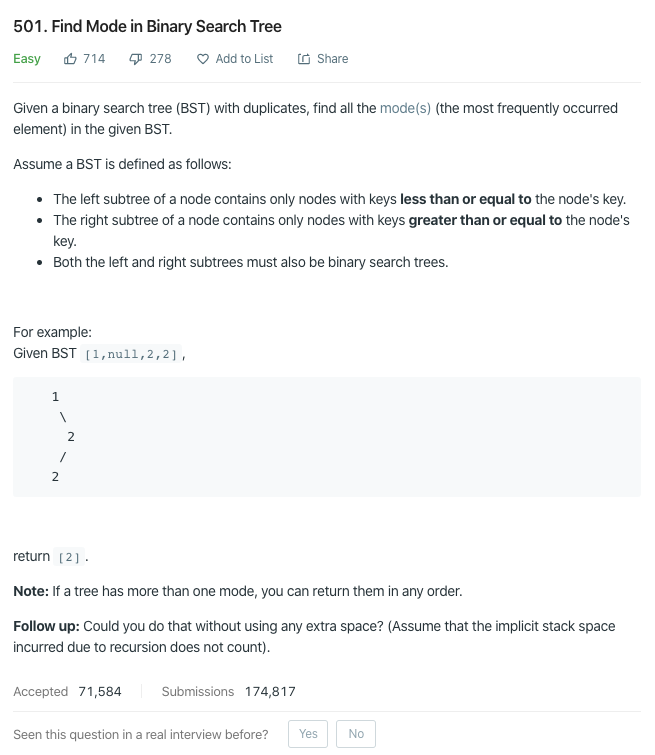 501. Find Mode in Binary Search Tree
Easy 714 278 Add to List Share
Given a binary search tree (BST) with duplicates, find all the mode(s) (the most frequently occurred
element) in the given BST.
Assume a BST is defined as follows:
• The left subtree of a node contains only nodes with keys less than or equal to the node's key.
• The right subtree of a node contains only nodes with keys greater than or equal to the node's
key.
• Both the left and right subtrees must also be binary search trees.
For example:
Given BST [1,null,2,2],
1
\
2
/
2
return [2].
Note: If a tree has more than one mode, you can return them in any order.
Follow up: Could you do that without using any extra space? (Assume that the implicit stack space
incurred due to recursion does not count).
Accepted 71,584 Submissions 174,817
Seen this question in a real interview before? Yes No